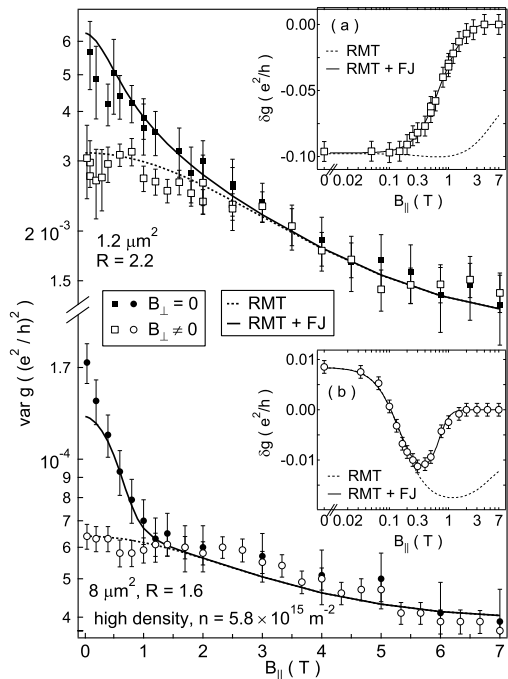 6
5
4
3
2 10⁻³
1.5
1.2 μm²
R = 2.2
var g ( (e² / h)² )
B⊥ = 0
B⊥ ≠ 0
RMT
RMT + FJ
1.7
10⁻⁴
9
8
7
6
5
4
8 μm², R = 1.6
high density, n = 5.8 × 10¹⁵ m⁻²
0 1 2 3 4 5 6 7
B|| ( T )
( a )
RMT
RMT + FJ
δg ( e²/h )
0.00
-0.05
-0.10
0 0.02 0.1 0.3 1 3 7
B|| ( T )
( b )
RMT
RMT + FJ
δg ( e²/h )
0.01
0.00
-0.01
0 0.02 0.1 0.3 1 3 7
B|| ( T )